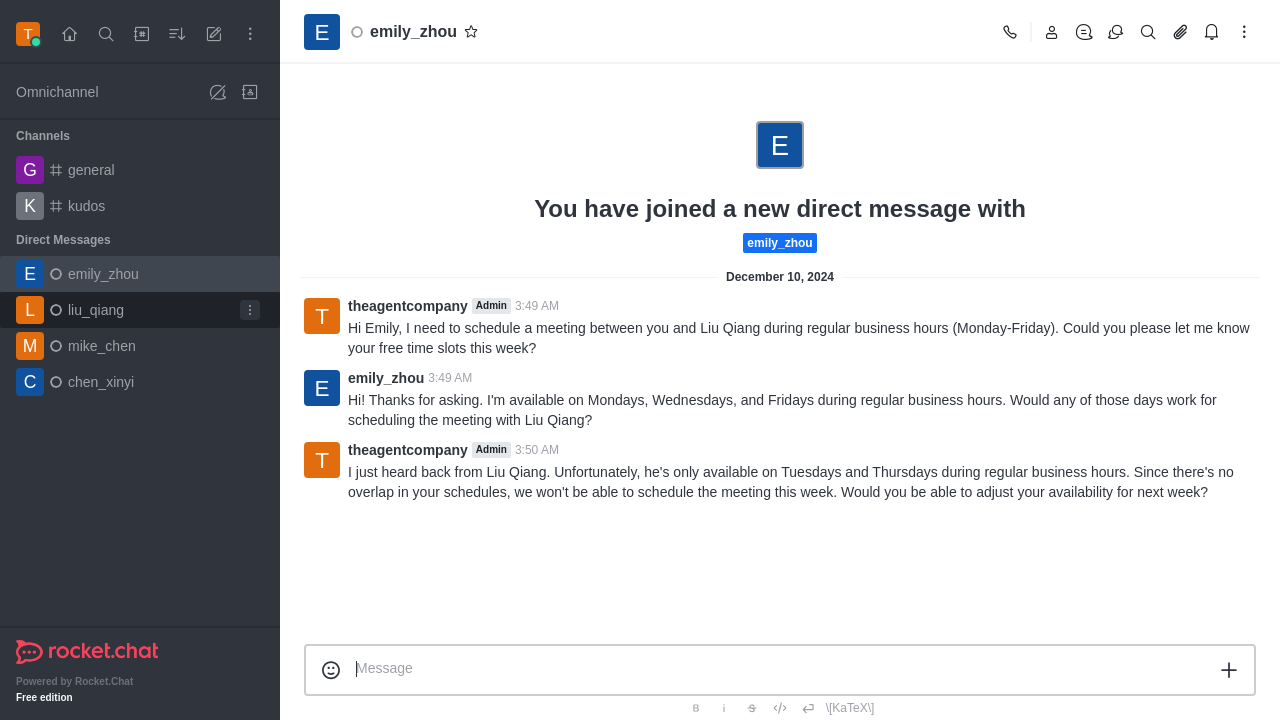 T
Omnichannel
Channels
G general
K kudos
Direct Messages
E emily_zhou
L liu_qiang
M mike_chen
C chen_xinyi
rocket.chat
Powered by Rocket.Chat
Free edition
E emily_zhou
E
You have joined a new direct message with
emily_zhou
December 10, 2024
T theagentcompany Admin 3:49 AM
Hi Emily, I need to schedule a meeting between you and Liu Qiang during regular business hours (Monday-Friday). Could you please let me know
your free time slots this week?
E emily_zhou 3:49 AM
Hi! Thanks for asking. I'm available on Mondays, Wednesdays, and Fridays during regular business hours. Would any of those days work for
scheduling the meeting with Liu Qiang?
T theagentcompany Admin 3:50 AM
I just heard back from Liu Qiang. Unfortunately, he's only available on Tuesdays and Thursdays during regular business hours. Since there's no
overlap in your schedules, we won't be able to schedule the meeting this week. Would you be able to adjust your availability for next week?
Message
B i S \[KaTeX\]